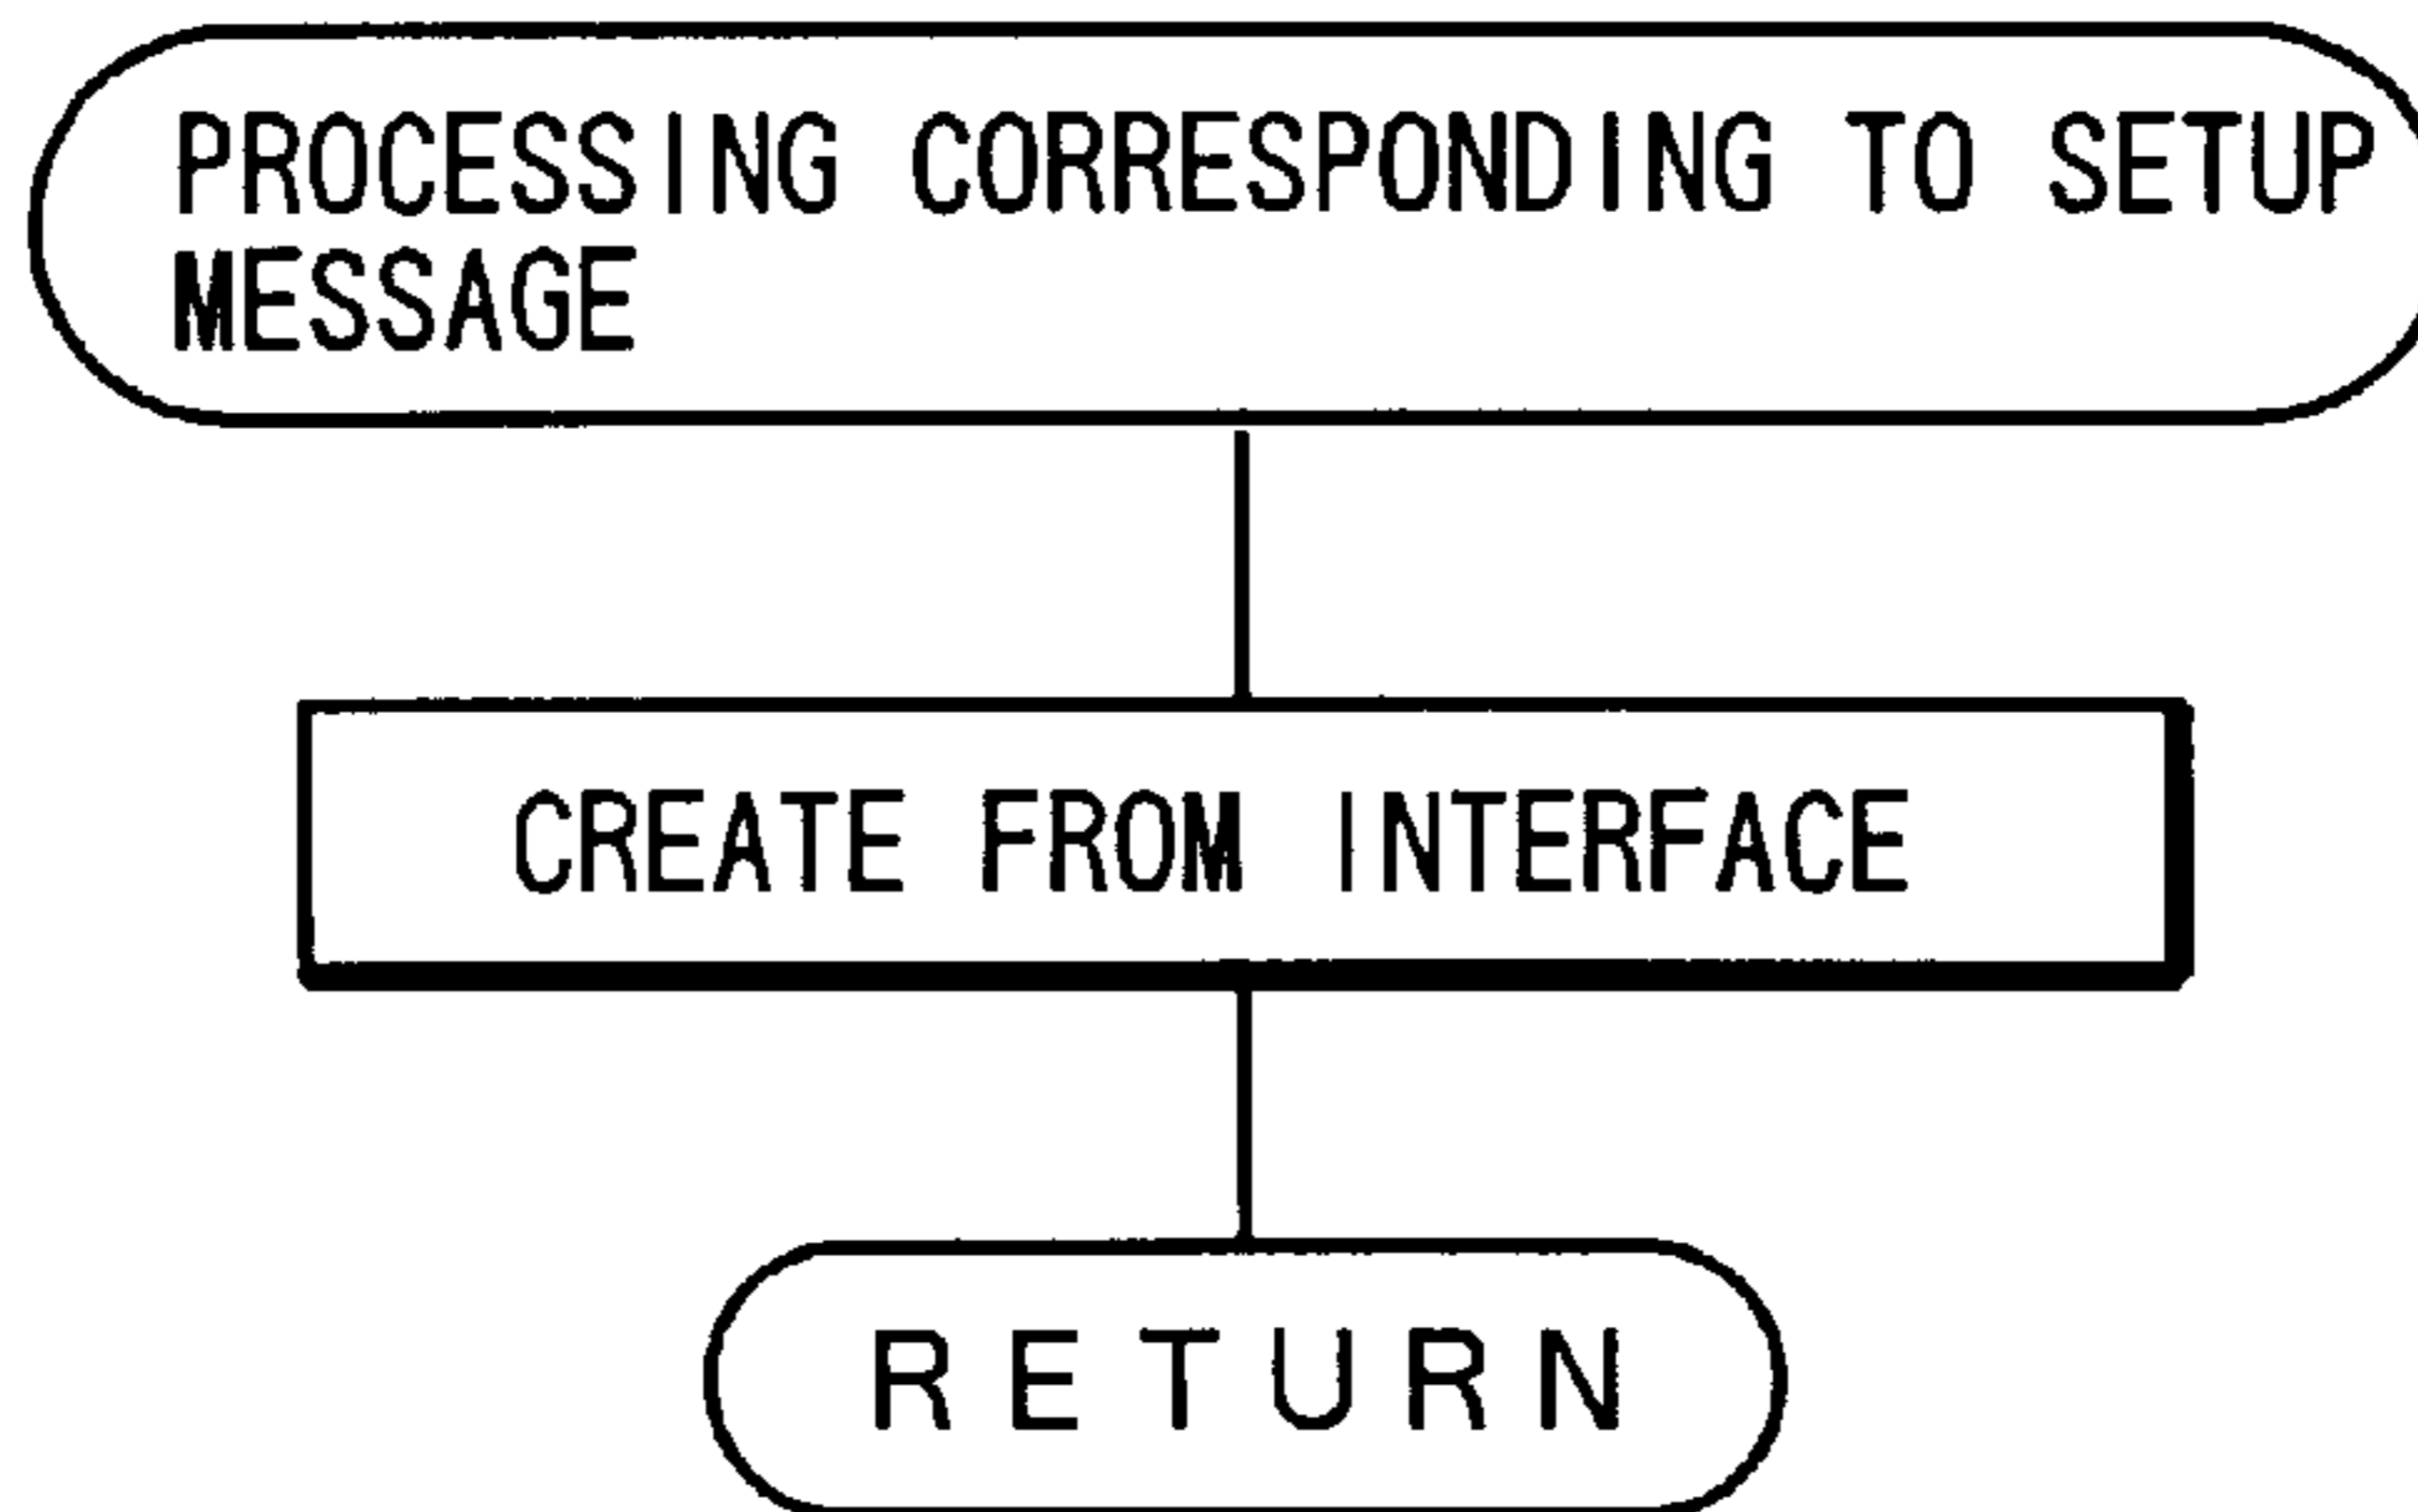 PROCESSING CORRESPONDING TO SETUP
MESSAGE
CREATE FROM INTERFACE
RETURN